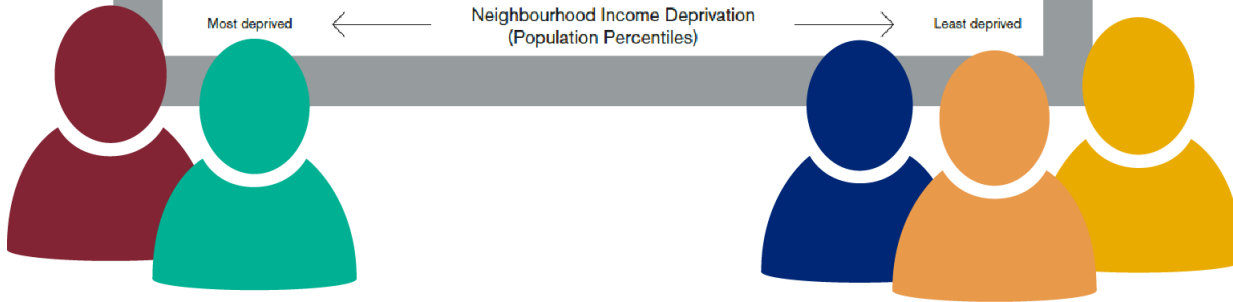 Most deprived
Neighbourhood Income Deprivation
(Population Percentiles)
Least deprived